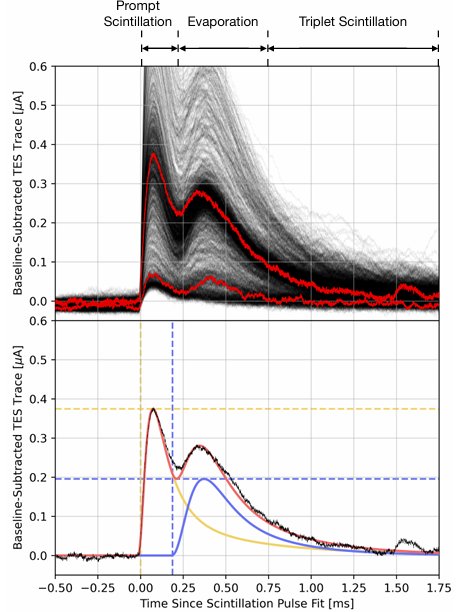 Prompt
Scintillation
Evaporation
Triplet Scintillation
Baseline-Subtracted TES Trace [μA]
0.6
0.5
0.4
0.3
0.2
0.1
0.0
Baseline-Subtracted TES Trace [μA]
0.6
0.5
0.4
0.3
0.2
0.1
0.0
−0.50 −0.25 0.00 0.25 0.50 0.75 1.00 1.25 1.50 1.75
Time Since Scintillation Pulse Fit [ms]